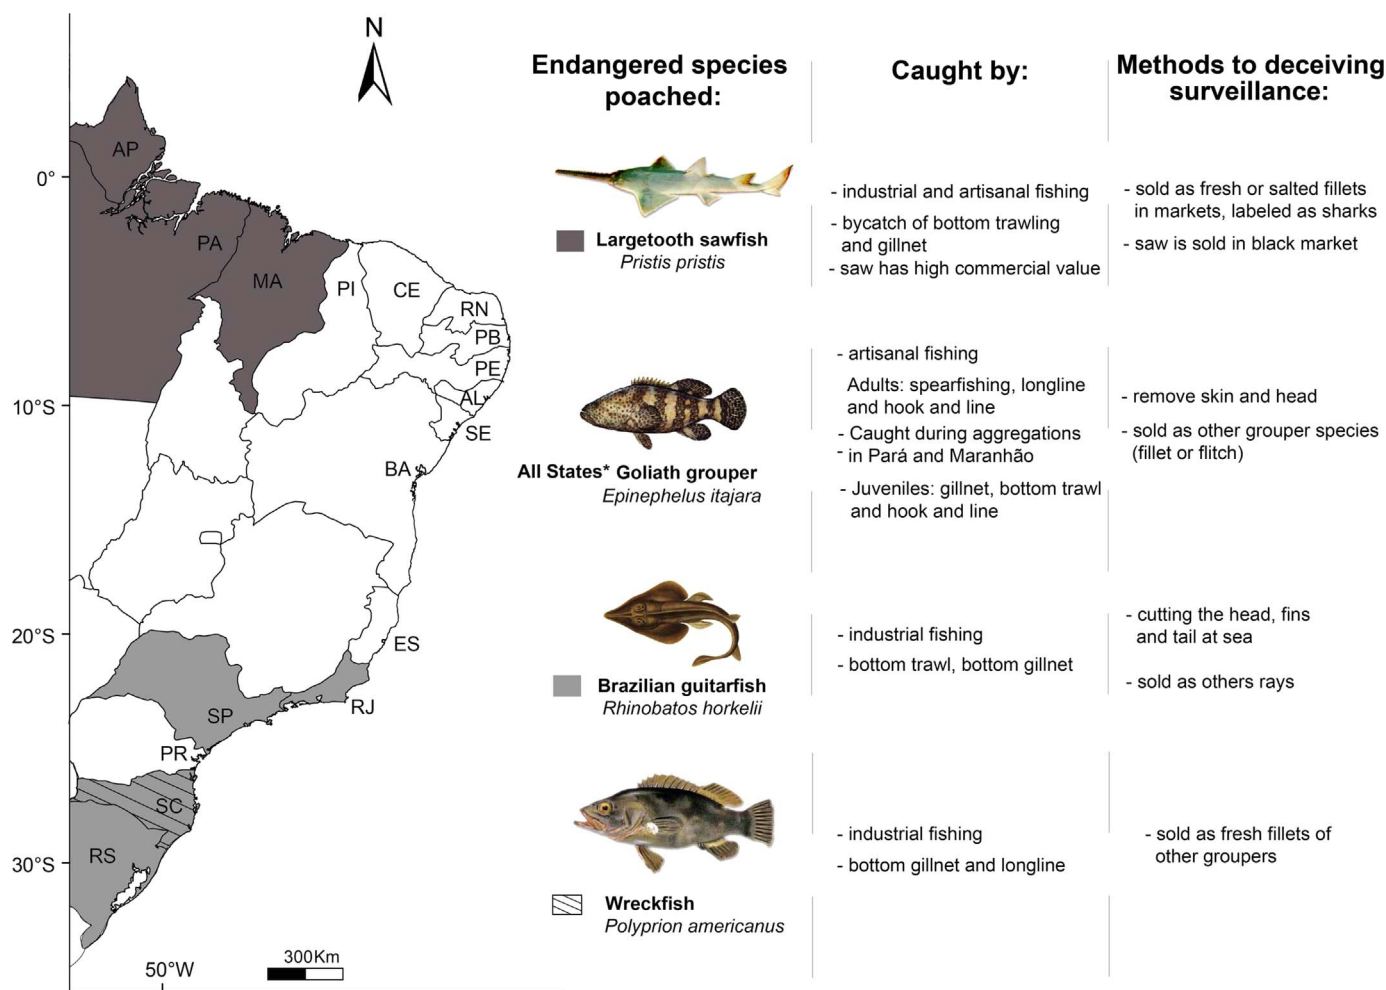 N
0°
10°S
20°S
30°S
50°W
300Km
AP
PA
MA
PI
CE
RN
PB
PE
AL
SE
BA
ES
RJ
SP
PR
SC
RS
Endangered species
poached:
Caught by:
Methods to deceiving
surveillance:
Largetooth sawfish
Pristis pristis
- industrial and artisanal fishing
- bycatch of bottom trawling
and gillnet
- saw has high commercial value
- sold as fresh or salted fillets
in markets, labeled as sharks
- saw is sold in black market
All States* Goliath grouper
Epinephelus itajara
- artisanal fishing
Adults: spearfishing, longline
and hook and line
- Caught during aggregations
- in Pará and Maranhão
- Juveniles: gillnet, bottom trawl
and hook and line
- remove skin and head
- sold as other grouper species
(fillet or flitch)
Brazilian guitarfish
Rhinobatos horkelii
- industrial fishing
- bottom trawl, bottom gillnet
- cutting the head, fins
and tail at sea
- sold as others rays
Wreckfish
Polyprion americanus
- industrial fishing
- bottom gillnet and longline
- sold as fresh fillets of
other groupers